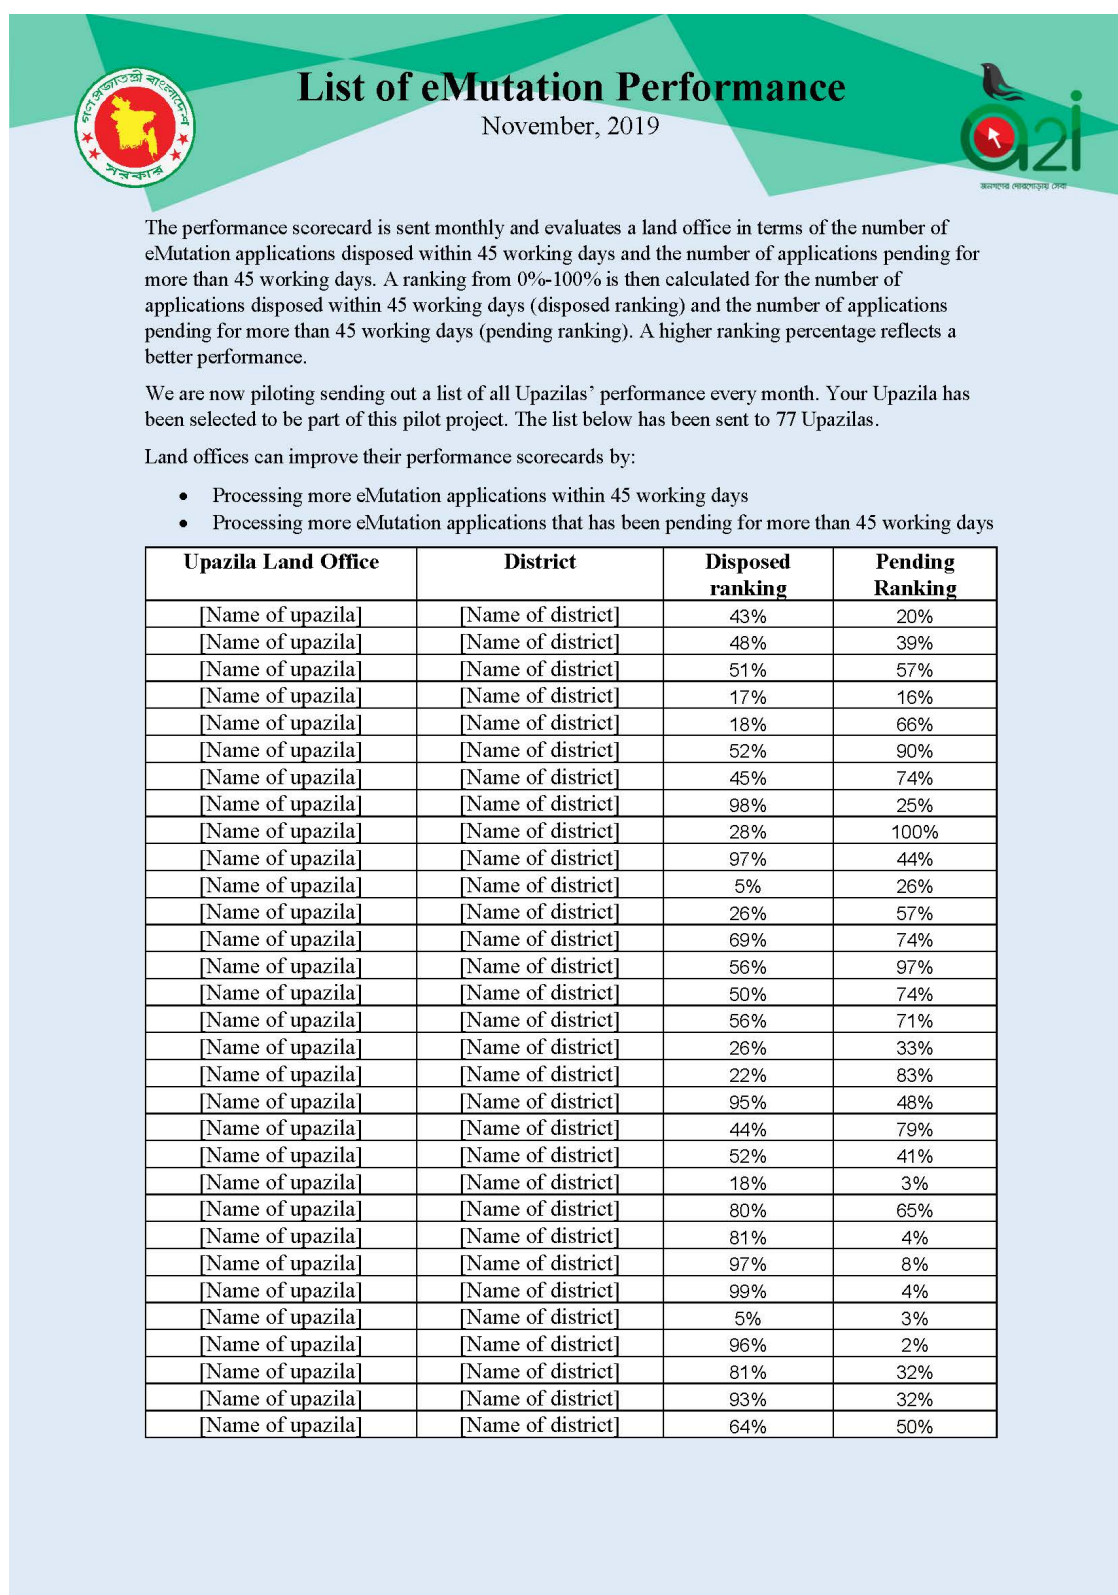 List of eMutation Performance
November, 2019
গণপ্রজাতন্ত্রী বাংলাদেশ
সরকার
a2i
জনগণের দোরগোড়ায় সেবা
The performance scorecard is sent monthly and evaluates a land office in terms of the number of
eMutation applications disposed within 45 working days and the number of applications pending for
more than 45 working days. A ranking from 0%-100% is then calculated for the number of
applications disposed within 45 working days (disposed ranking) and the number of applications
pending for more than 45 working days (pending ranking). A higher ranking percentage reflects a
better performance.
We are now piloting sending out a list of all Upazilas’ performance every month. Your Upazila has
been selected to be part of this pilot project. The list below has been sent to 77 Upazilas.
Land offices can improve their performance scorecards by:
• Processing more eMutation applications within 45 working days
• Processing more eMutation applications that has been pending for more than 45 working days
Upazila Land Office District Disposed ranking Pending Ranking
[Name of upazila] [Name of district] 43% 20%
[Name of upazila] [Name of district] 48% 39%
[Name of upazila] [Name of district] 51% 57%
[Name of upazila] [Name of district] 17% 16%
[Name of upazila] [Name of district] 18% 66%
[Name of upazila] [Name of district] 52% 90%
[Name of upazila] [Name of district] 45% 74%
[Name of upazila] [Name of district] 98% 25%
[Name of upazila] [Name of district] 28% 100%
[Name of upazila] [Name of district] 97% 44%
[Name of upazila] [Name of district] 5% 26%
[Name of upazila] [Name of district] 26% 57%
[Name of upazila] [Name of district] 69% 74%
[Name of upazila] [Name of district] 56% 97%
[Name of upazila] [Name of district] 50% 74%
[Name of upazila] [Name of district] 56% 71%
[Name of upazila] [Name of district] 26% 33%
[Name of upazila] [Name of district] 22% 83%
[Name of upazila] [Name of district] 95% 48%
[Name of upazila] [Name of district] 44% 79%
[Name of upazila] [Name of district] 52% 41%
[Name of upazila] [Name of district] 18% 3%
[Name of upazila] [Name of district] 80% 65%
[Name of upazila] [Name of district] 81% 4%
[Name of upazila] [Name of district] 97% 8%
[Name of upazila] [Name of district] 99% 4%
[Name of upazila] [Name of district] 5% 3%
[Name of upazila] [Name of district] 96% 2%
[Name of upazila] [Name of district] 81% 32%
[Name of upazila] [Name of district] 93% 32%
[Name of upazila] [Name of district] 64% 50%